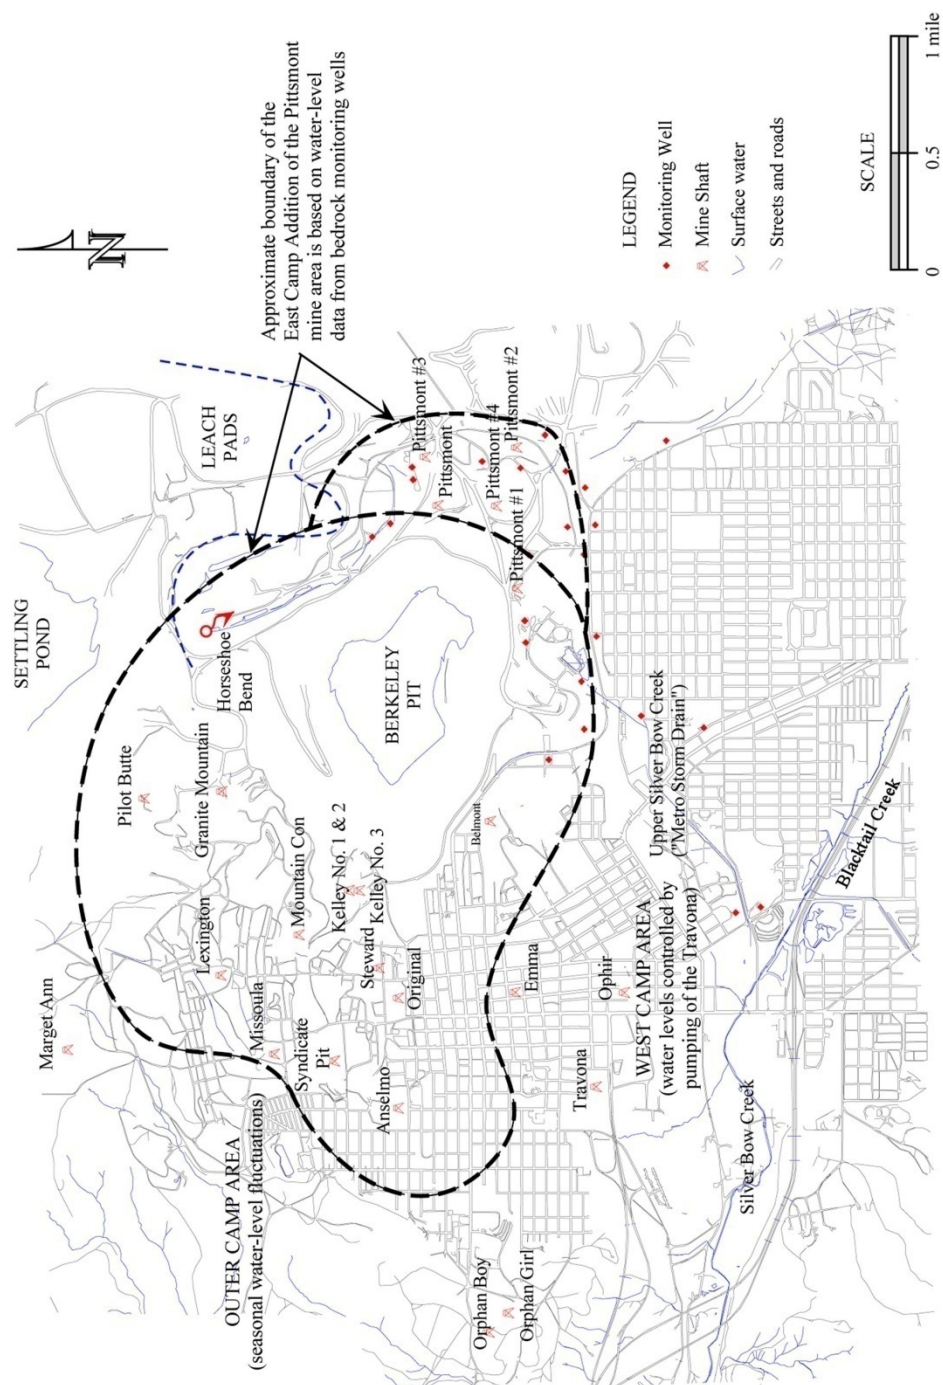 N
Approximate boundary of the
East Camp Addition of the Pittsmont
mine area is based on water-level
data from bedrock monitoring wells
LEGEND
Monitoring Well
Mine Shaft
Surface water
Streets and roads
SCALE
0
0.5
1 mile
SETTLING
POND
LEACH
PADS
Marget Ann
Pilot Butte
Granite Mountain
Horseshoe
Bend
Lexington
Mountain Con
Missoula
OUTER CAMP AREA
(seasonal water-level fluctuations)
Syndicate
Pit
Kelley No. 1 & 2
Kelley No. 3
Steward
Original
Anselmo
BERKELEY
PIT
Pittsmont #3
Pittsmont
Pittsmont #4
Pittsmont #2
Pittsmont #1
Belmont
Orphan Boy
Orphan Girl
Emma
Travona
Ophir
WEST CAMP AREA
(water levels controlled by
pumping of the Travona)
Upper Silver Bow Creek
("Metro Storm Drain")
Silver Bow Creek
Blacktail Creek